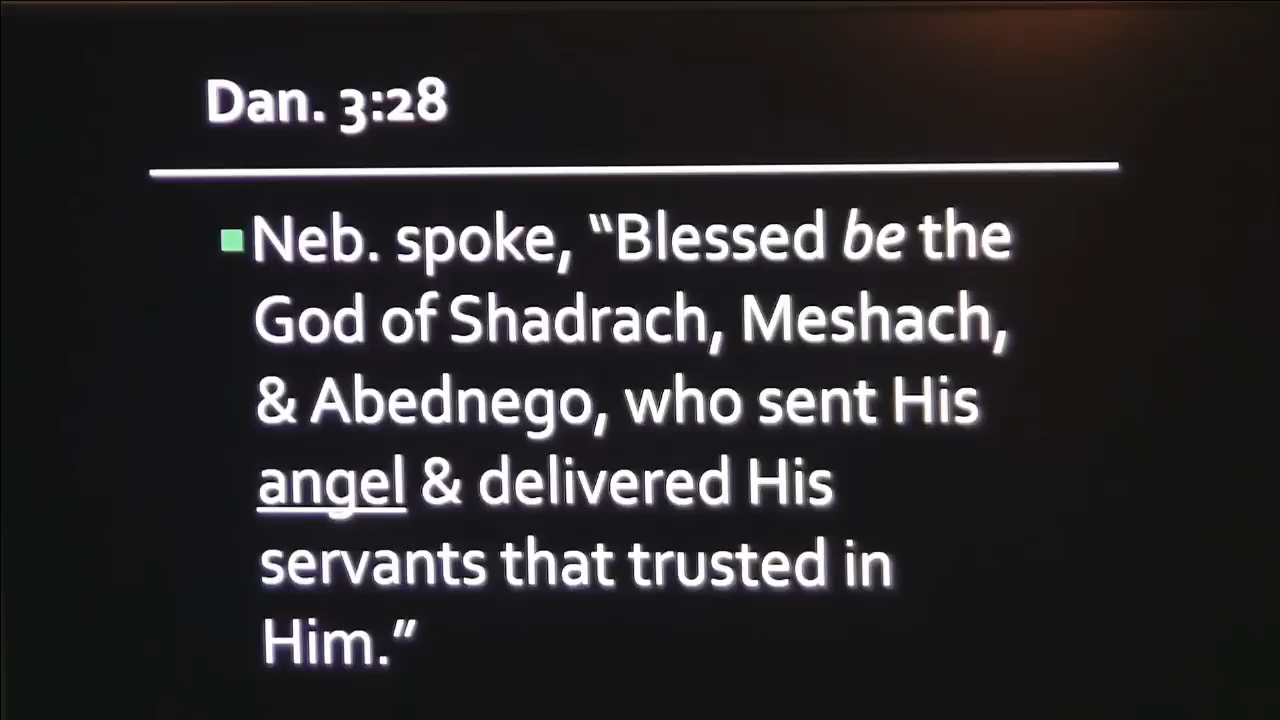 Dan. 3:28
Neb. spoke, “Blessed be the
God of Shadrach, Meshach,
& Abednego, who sent His
angel & delivered His
servants that trusted in
Him.”